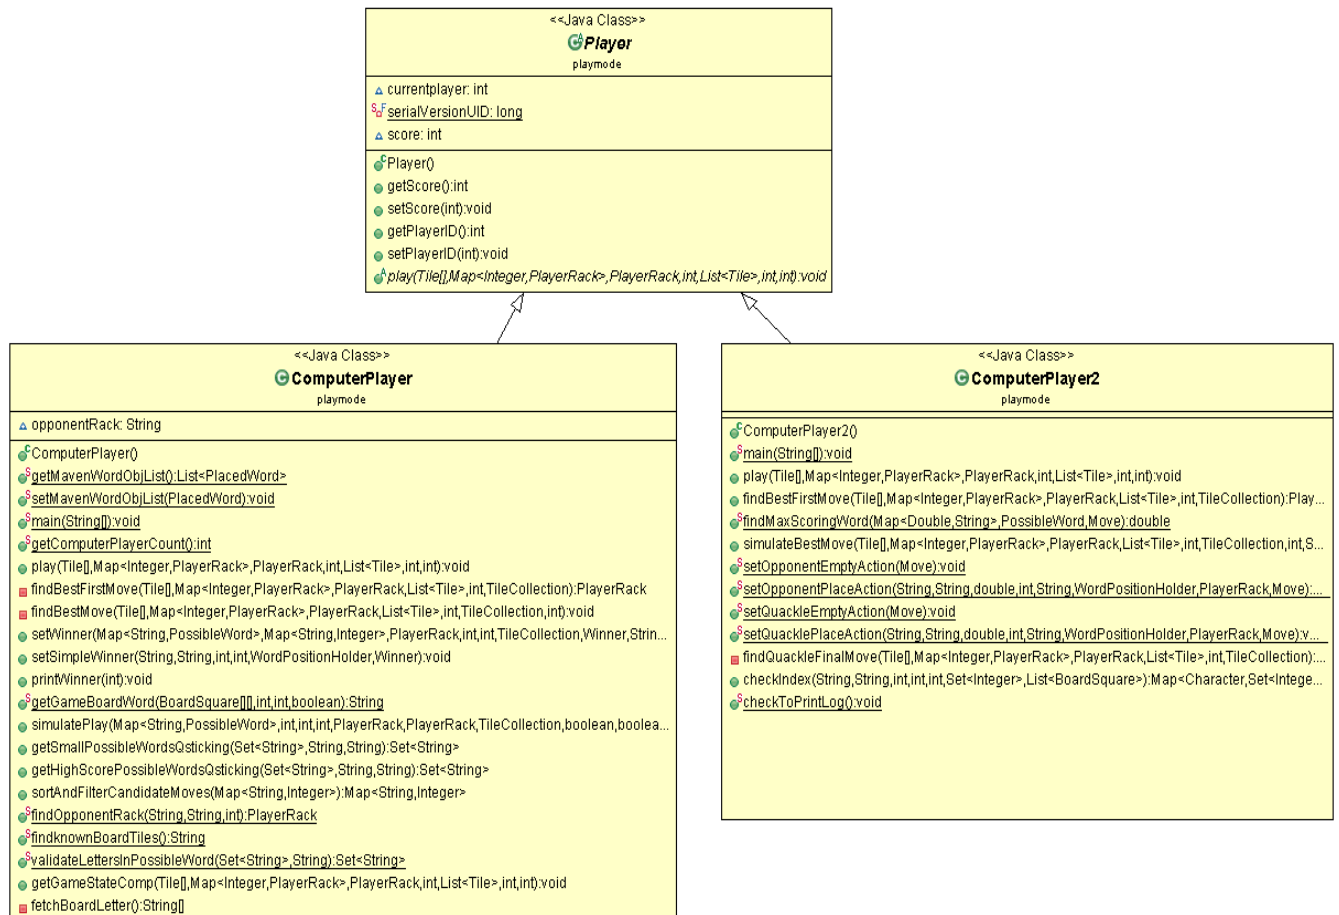 <<Java Class>>
Player
playmode
currentplayer: int
serialVersionUID: long
score: int
Player()
getScore():int
setScore(int):void
getPlayerID():int
setPlayerID(int):void
play(Tile[],Map<Integer,PlayerRack>,PlayerRack,int,List<Tile>,int,int):void
<<Java Class>>
ComputerPlayer
playmode
opponentRack: String
ComputerPlayer()
getMavenWordObjList():List<PlacedWord>
setMavenWordObjList(PlacedWord):void
main(String[]):void
getComputerPlayerCount():int
play(Tile[],Map<Integer,PlayerRack>,PlayerRack,int,List<Tile>,int,int):void
findBestFirstMove(Tile[],Map<Integer,PlayerRack>,PlayerRack,List<Tile>,int,TileCollection):PlayerRack
findBestMove(Tile[],Map<Integer,PlayerRack>,PlayerRack,List<Tile>,int,TileCollection,int):void
setWinner(Map<String,PossibleWord>,Map<String,Integer>,PlayerRack,int,int,TileCollection,Winner,Strin...
setSimpleWinner(String,String,int,int,WordPositionHolder,Winner):void
printWinner(int):void
getGameBoardWord(BoardSquare[][],int,int,boolean):String
simulatePlay(Map<String,PossibleWord>,int,int,int,PlayerRack,PlayerRack,TileCollection,boolean,boolea...
getSmallPossibleWordsQsticking(Set<String>,String,String):Set<String>
getHighScorePossibleWordsQsticking(Set<String>,String,String):Set<String>
sortAndFilterCandidateMoves(Map<String,Integer>):Map<String,Integer>
findOpponentRack(String,String,int):PlayerRack
findknownBoardTiles():String
validateLettersInPossibleWord(Set<String>,String):Set<String>
getGameStateComp(Tile[],Map<Integer,PlayerRack>,PlayerRack,int,List<Tile>,int,int):void
fetchBoardLetter():String[]
<<Java Class>>
ComputerPlayer2
playmode
ComputerPlayer2()
main(String[]):void
play(Tile[],Map<Integer,PlayerRack>,PlayerRack,int,List<Tile>,int,int):void
findBestFirstMove(Tile[],Map<Integer,PlayerRack>,PlayerRack,List<Tile>,int,TileCollection):Play...
findMaxScoringWord(Map<Double,String>,PossibleWord,Move):double
simulateBestMove(Tile[],Map<Integer,PlayerRack>,PlayerRack,List<Tile>,int,TileCollection,int,S...
setOpponentEmptyAction(Move):void
setOpponentPlaceAction(String,String,double,int,String,WordPositionHolder,PlayerRack,Move):...
setQuackleEmptyAction(Move):void
setQuacklePlaceAction(String,String,double,int,String,WordPositionHolder,PlayerRack,Move):v...
findQuackleFinalMove(Tile[],Map<Integer,PlayerRack>,PlayerRack,List<Tile>,int,TileCollection):...
checkIndex(String,String,int,int,int,Set<Integer>,List<BoardSquare>):Map<Character,Set<Intege...
checkToPrintLog():void